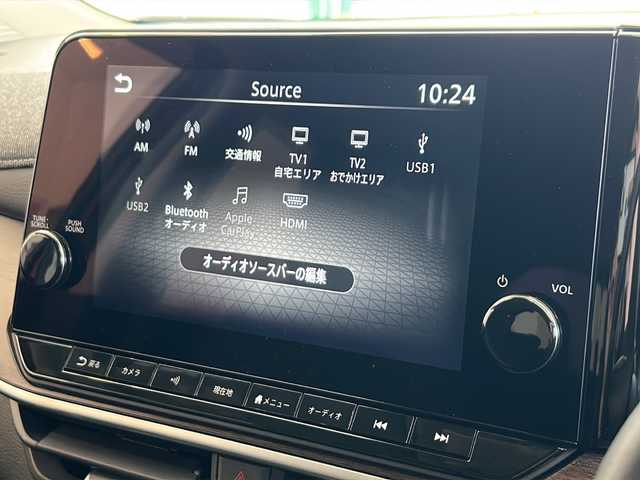 Source
10:24
AM
FM
交通情報
TV1
自宅エリア
TV2
おでかけエリア
USB1
USB2
Bluetooth
オーディオ
Apple
CarPlay
HDMI
オーディオソースバーの編集
TUNE・
SCROLL
PUSH
SOUND
VOL
戻る
カメラ
現在地
メニュー
オーディオ